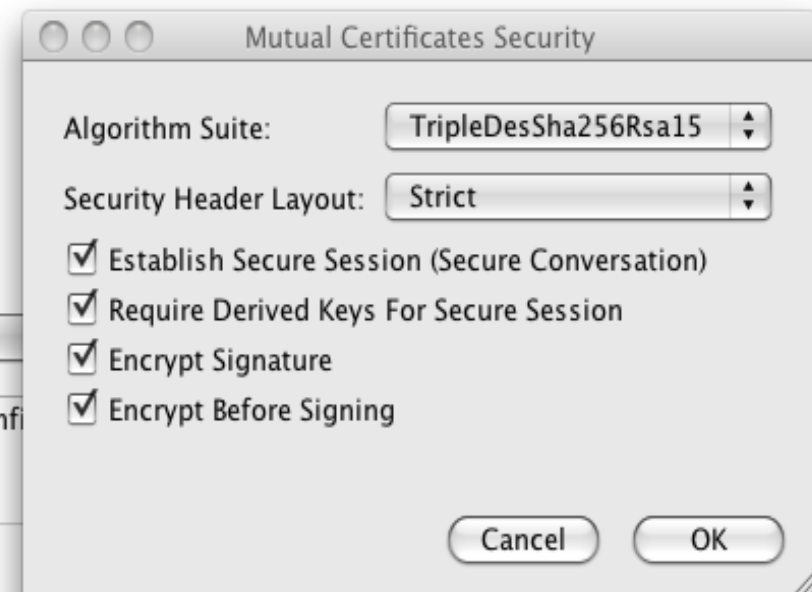 Mutual Certificates Security
Algorithm Suite: TripleDesSha256Rsa15
Security Header Layout: Strict
Establish Secure Session (Secure Conversation)
Require Derived Keys For Secure Session
Encrypt Signature
Encrypt Before Signing
nfi
Cancel OK